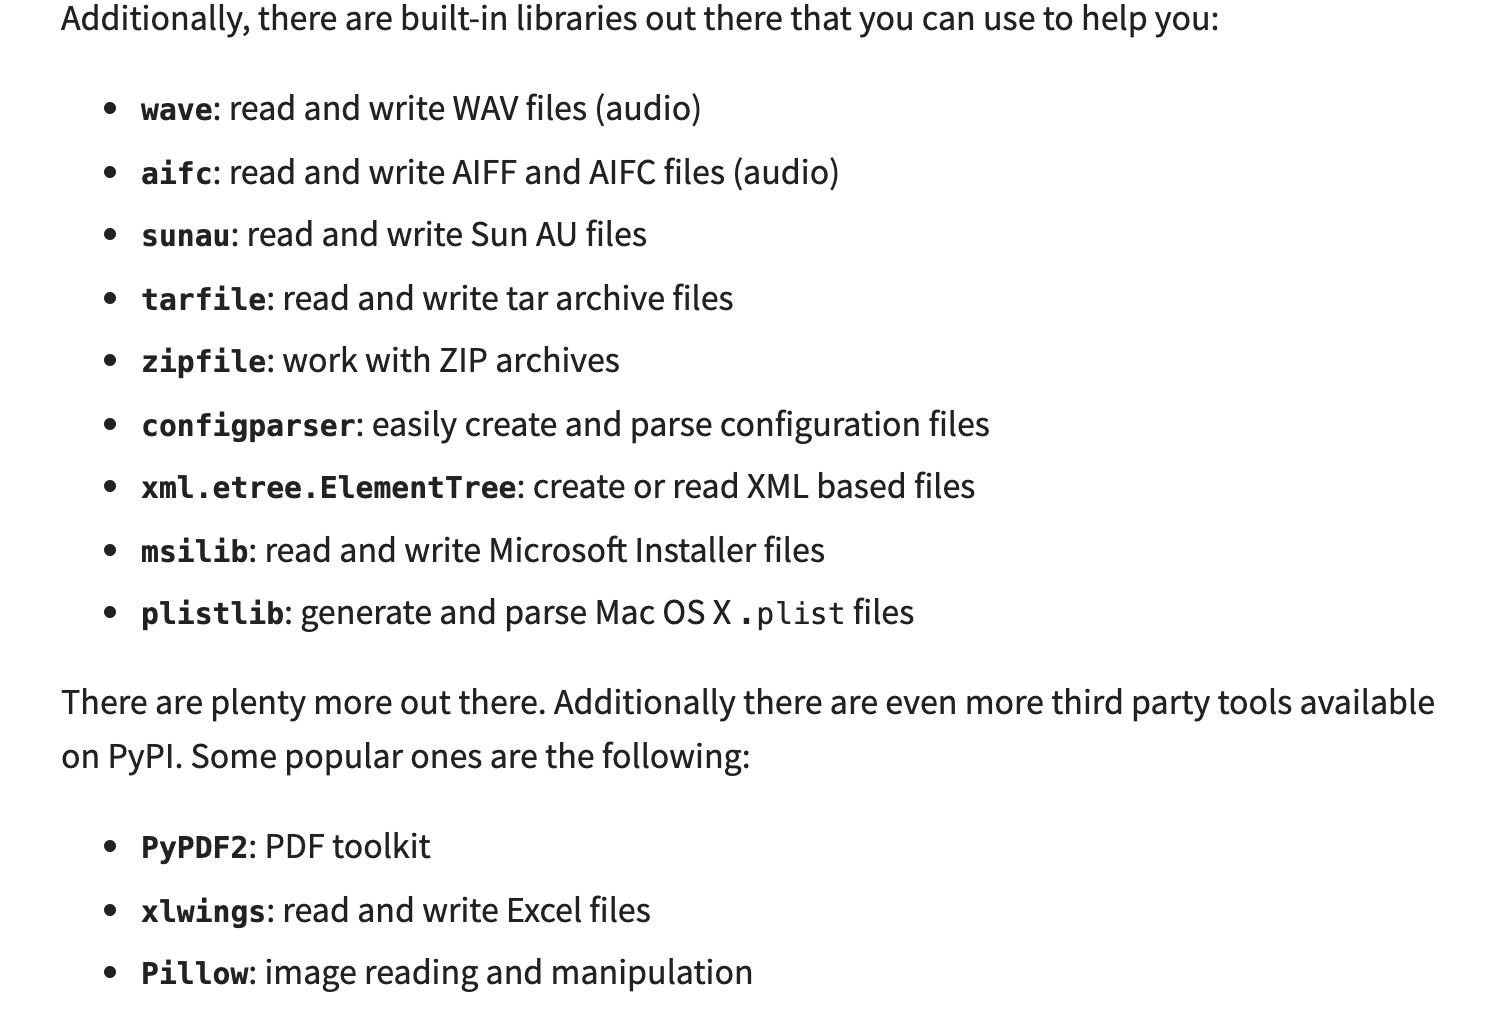 Additionally, there are built-in libraries out there that you can use to help you:
• wave: read and write WAV files (audio)
• aifc: read and write AIFF and AIFC files (audio)
• sunau: read and write Sun AU files
• tarfile: read and write tar archive files
• zipfile: work with ZIP archives
• configparser: easily create and parse configuration files
• xml.etree.ElementTree: create or read XML based files
• msilib: read and write Microsoft Installer files
• plistlib: generate and parse Mac OS X .plist files
There are plenty more out there. Additionally there are even more third party tools available
on PyPI. Some popular ones are the following:
• PyPDF2: PDF toolkit
• xlwings: read and write Excel files
• Pillow: image reading and manipulation